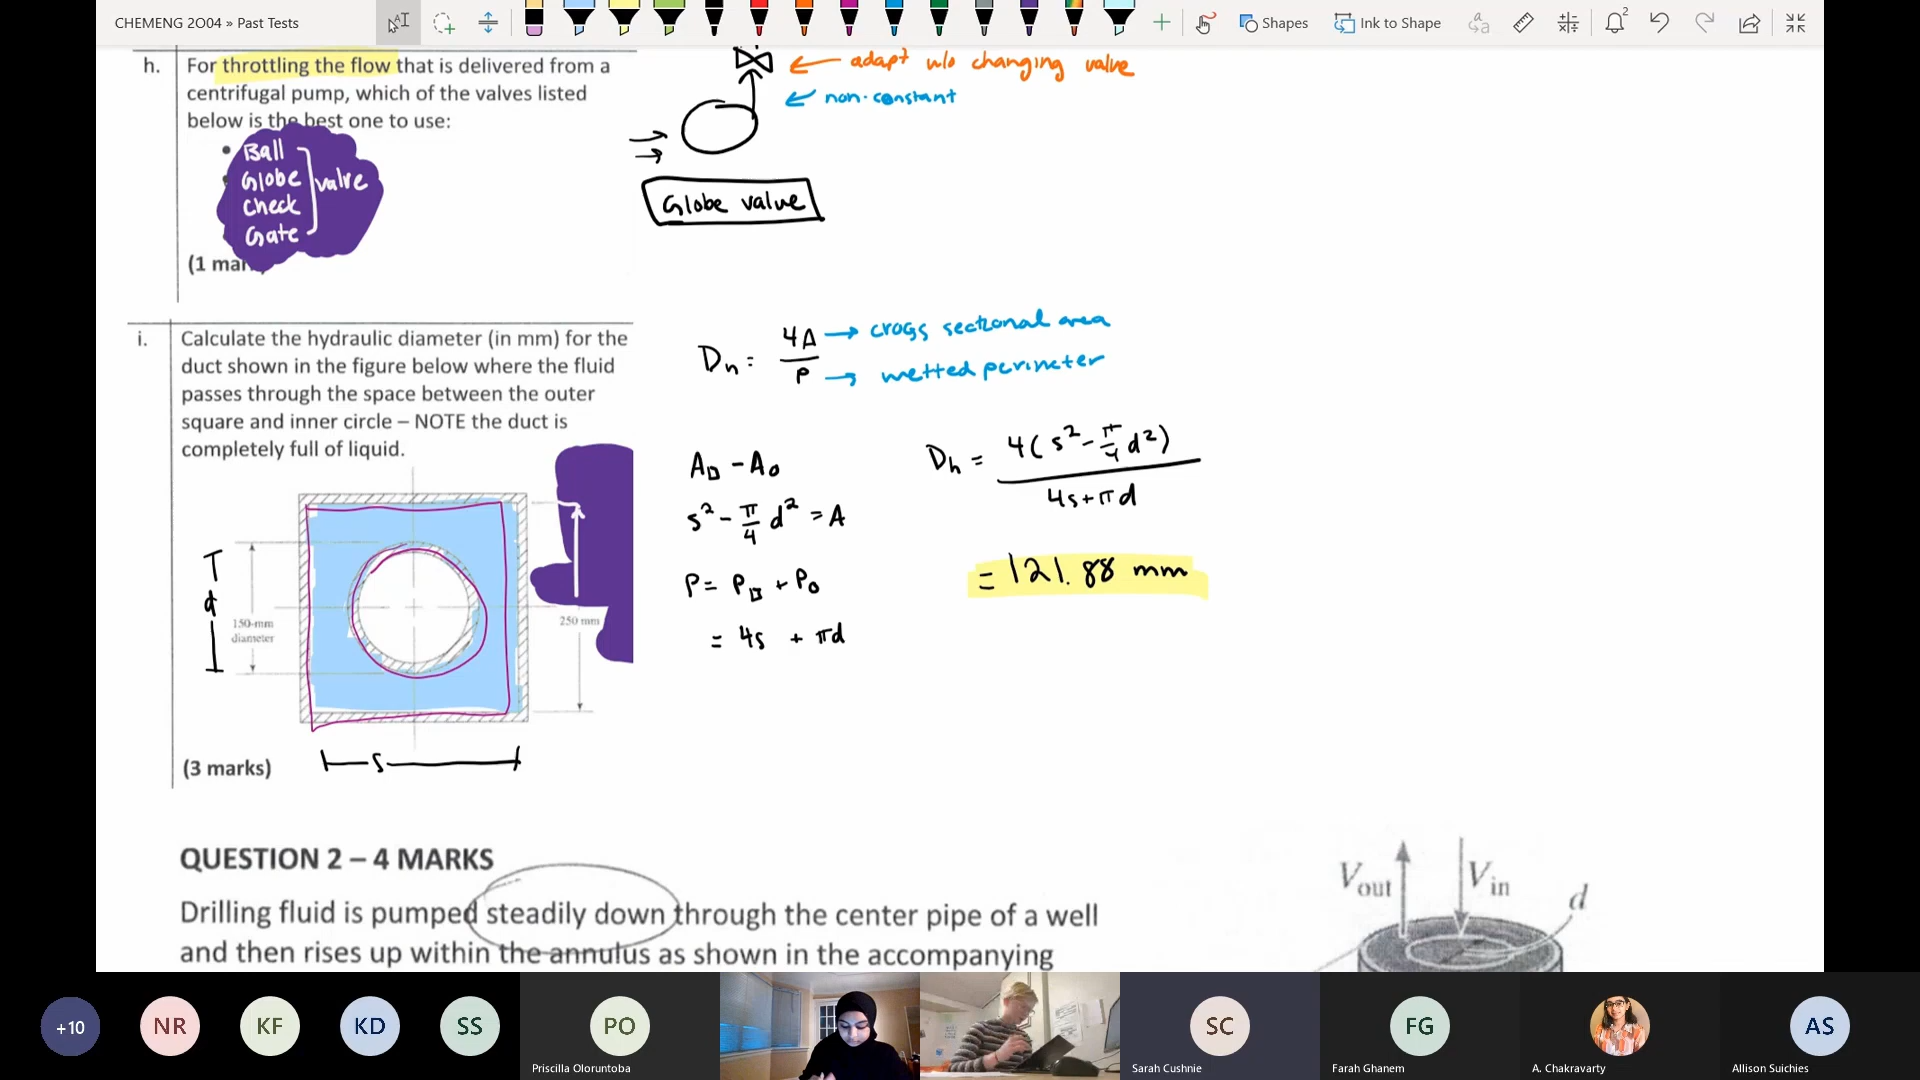 CHEMENG 2O04 » Past Tests
Shapes
Ink to Shape
2
h. For throttling the flow that is delivered from a
centrifugal pump, which of the valves listed
below is the best one to use:
Ball
Globe
Check
Gate
valve
(1 mar
adapt w/o changing valve
non-constant
Globe valve
i. Calculate the hydraulic diameter (in mm) for the
duct shown in the figure below where the fluid
passes through the space between the outer
square and inner circle – NOTE the duct is
completely full of liquid.
d
150-mm
diameter
250 mm
s
(3 marks)
Dh = 4A / P
cross sectional area
wetted perimeter
A□ - A○
s² - π/4 d² = A
P = P□ + P○
= 4s + πd
Dh = 4(s² - π/4 d²) / 4s+πd
= 121.88 mm
QUESTION 2 – 4 MARKS
Drilling fluid is pumped steadily down through the center pipe of a well
and then rises up within the annulus as shown in the accompanying
Vout
Vin
d
+10
NR
KF
KD
SS
PO
Priscilla Oloruntoba
SC
Sarah Cushnie
FG
Farah Ghanem
A. Chakravarty
AS
Allison Suichies